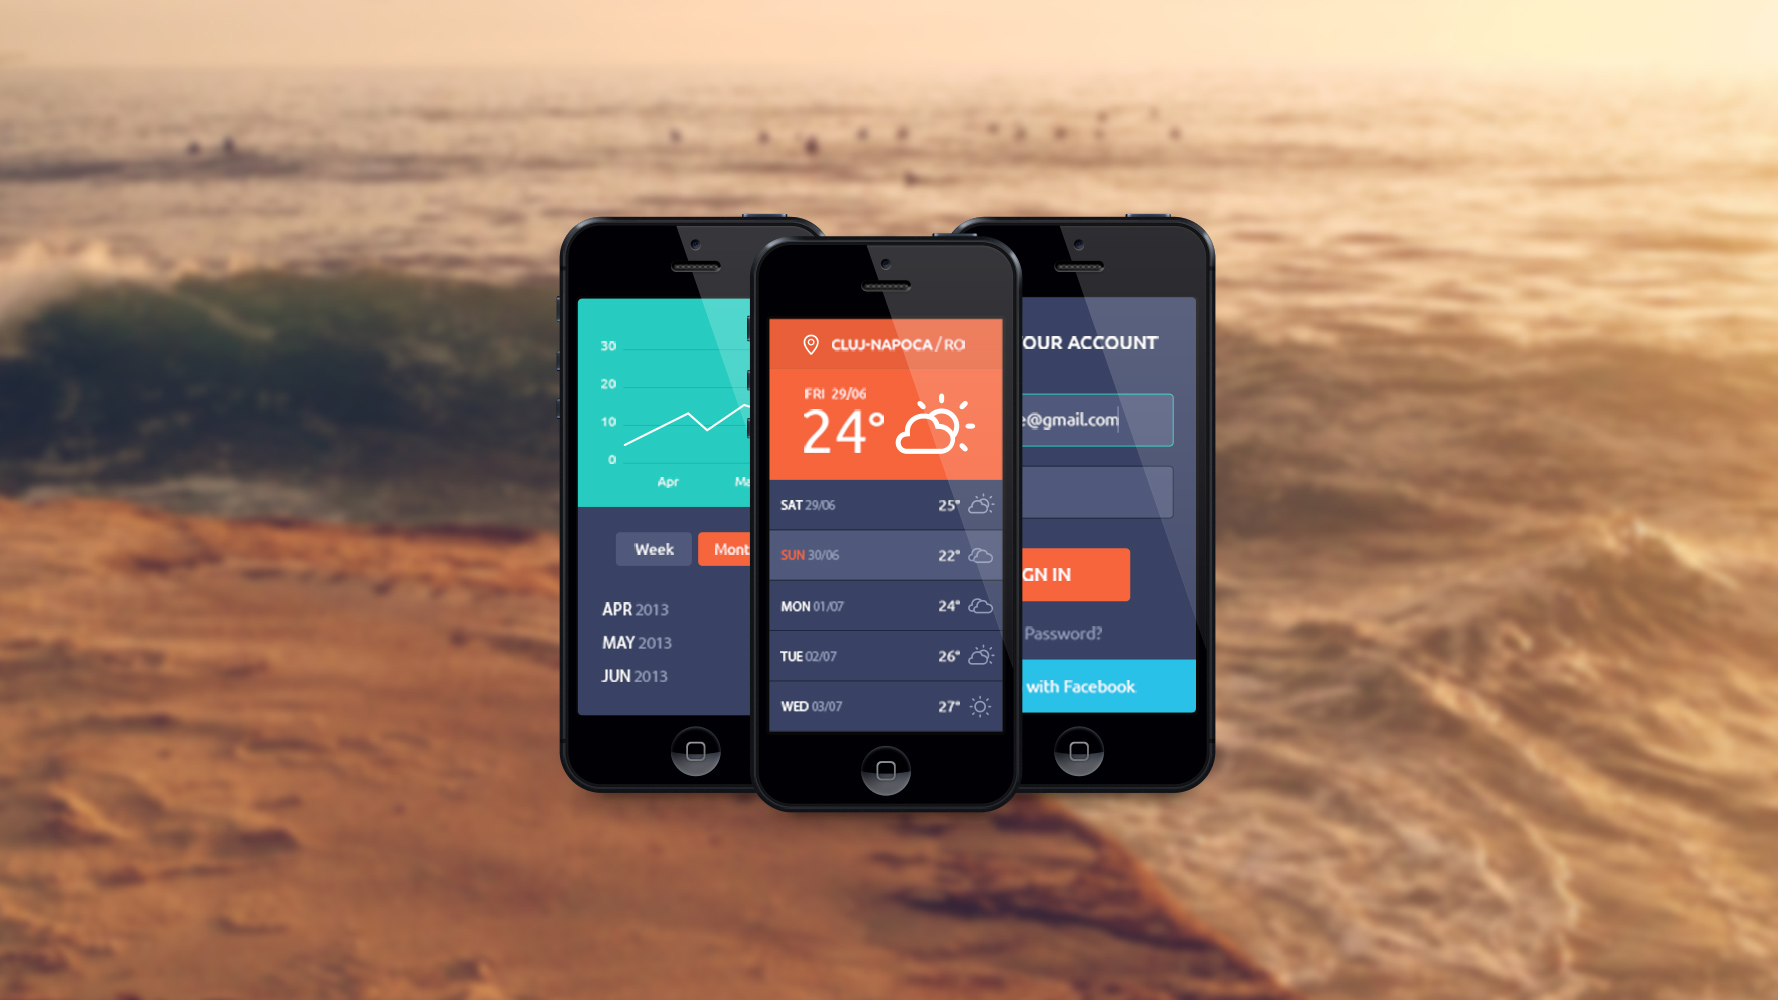 30
20
10
0
Apr
Ma
Week
Mont
APR 2013
MAY 2013
JUN 2013
CLUJ-NAPOCA / RO
FRI 29/06
24°
SAT 29/06 25°
SUN 30/06 22°
MON 01/07 24°
TUE 02/07 26°
WED 03/07 27°
OUR ACCOUNT
e@gmail.com
GN IN
Password?
with Facebook